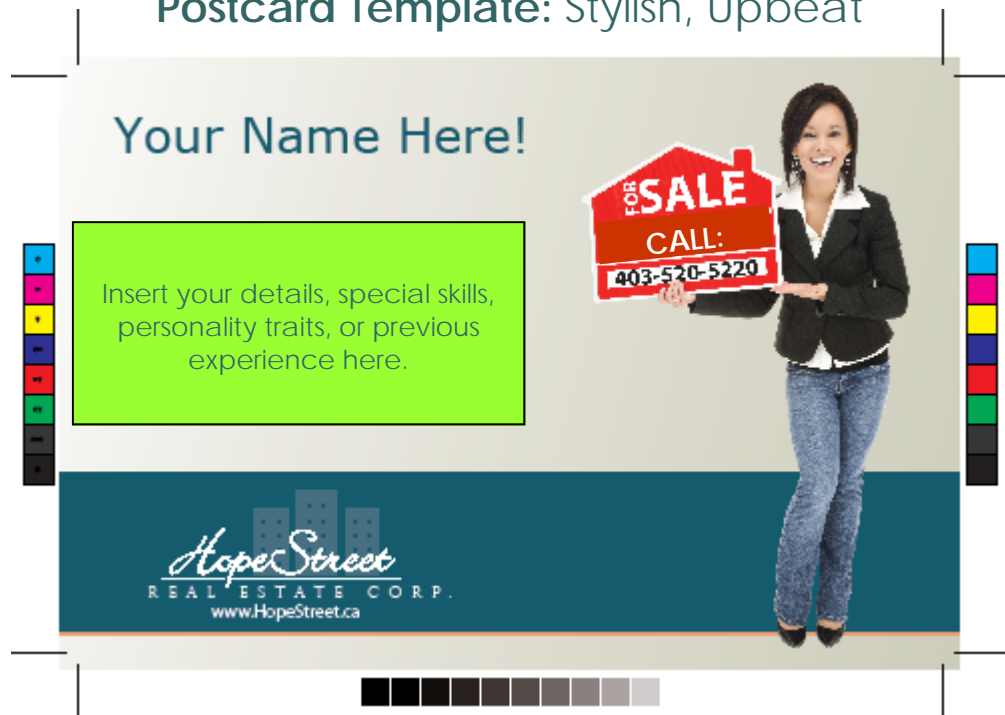 Postcard Template: Stylish, Upbeat
Your Name Here!
FOR SALE
CALL:
403-520-5220
Insert your details, special skills,
personality traits, or previous
experience here.
HopeStreet
REAL ESTATE CORP.
www.HopeStreet.ca